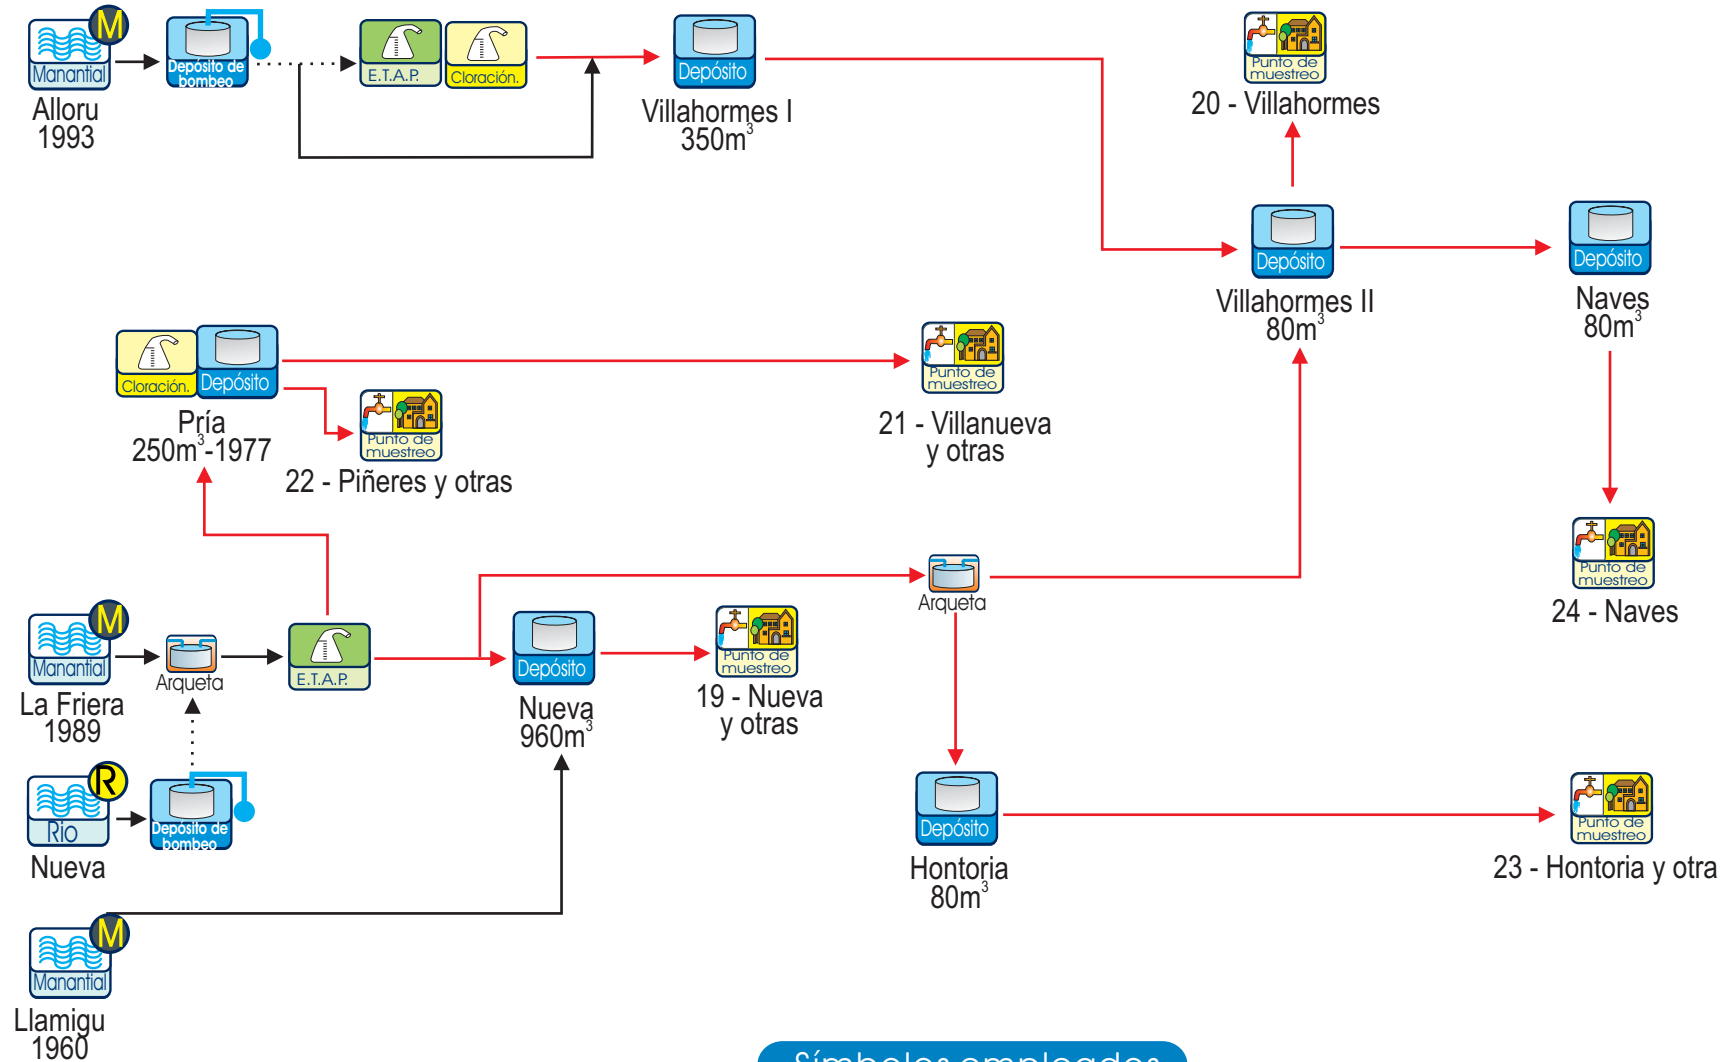 M
Manantial
Alloru
1993
Depósito de
bombeo
E.T.A.P.
Cloración.
Depósito
Villahormes I
350m³
Punto de
muestreo
20 - Villahormes
Depósito
Villahormes II
80m³
Depósito
Naves
80m³
Cloración.
Depósito
Pría
250m³-1977
Punto de
muestreo
22 - Piñeres y otras
Punto de
muestreo
21 - Villanueva
y otras
Punto de
muestreo
24 - Naves
M
Manantial
La Friera
1989
Arqueta
E.T.A.P.
Depósito
Nueva
960m³
Punto de
muestreo
19 - Nueva
y otras
Arqueta
R
Rio
Nueva
Depósito de
bombeo
Depósito
Hontoria
80m³
Punto de
muestreo
23 - Hontoria y otra
M
Manantial
Llamigu
1960
Símbolos empleados